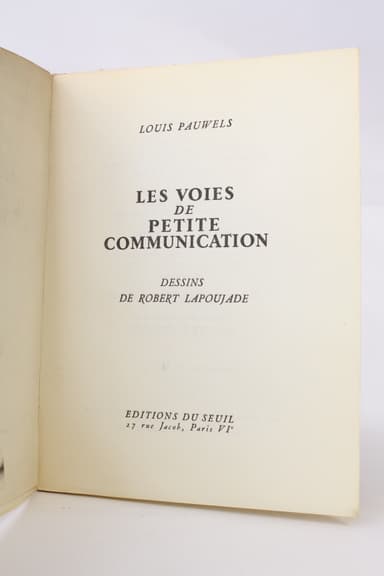 LOUIS PAUWELS
LES VOIES
DE
PETITE
COMMUNICATION
DESSINS
DE ROBERT LAPOUJADE
EDITIONS DU SEUIL
27 rue Jacob, Paris VIe